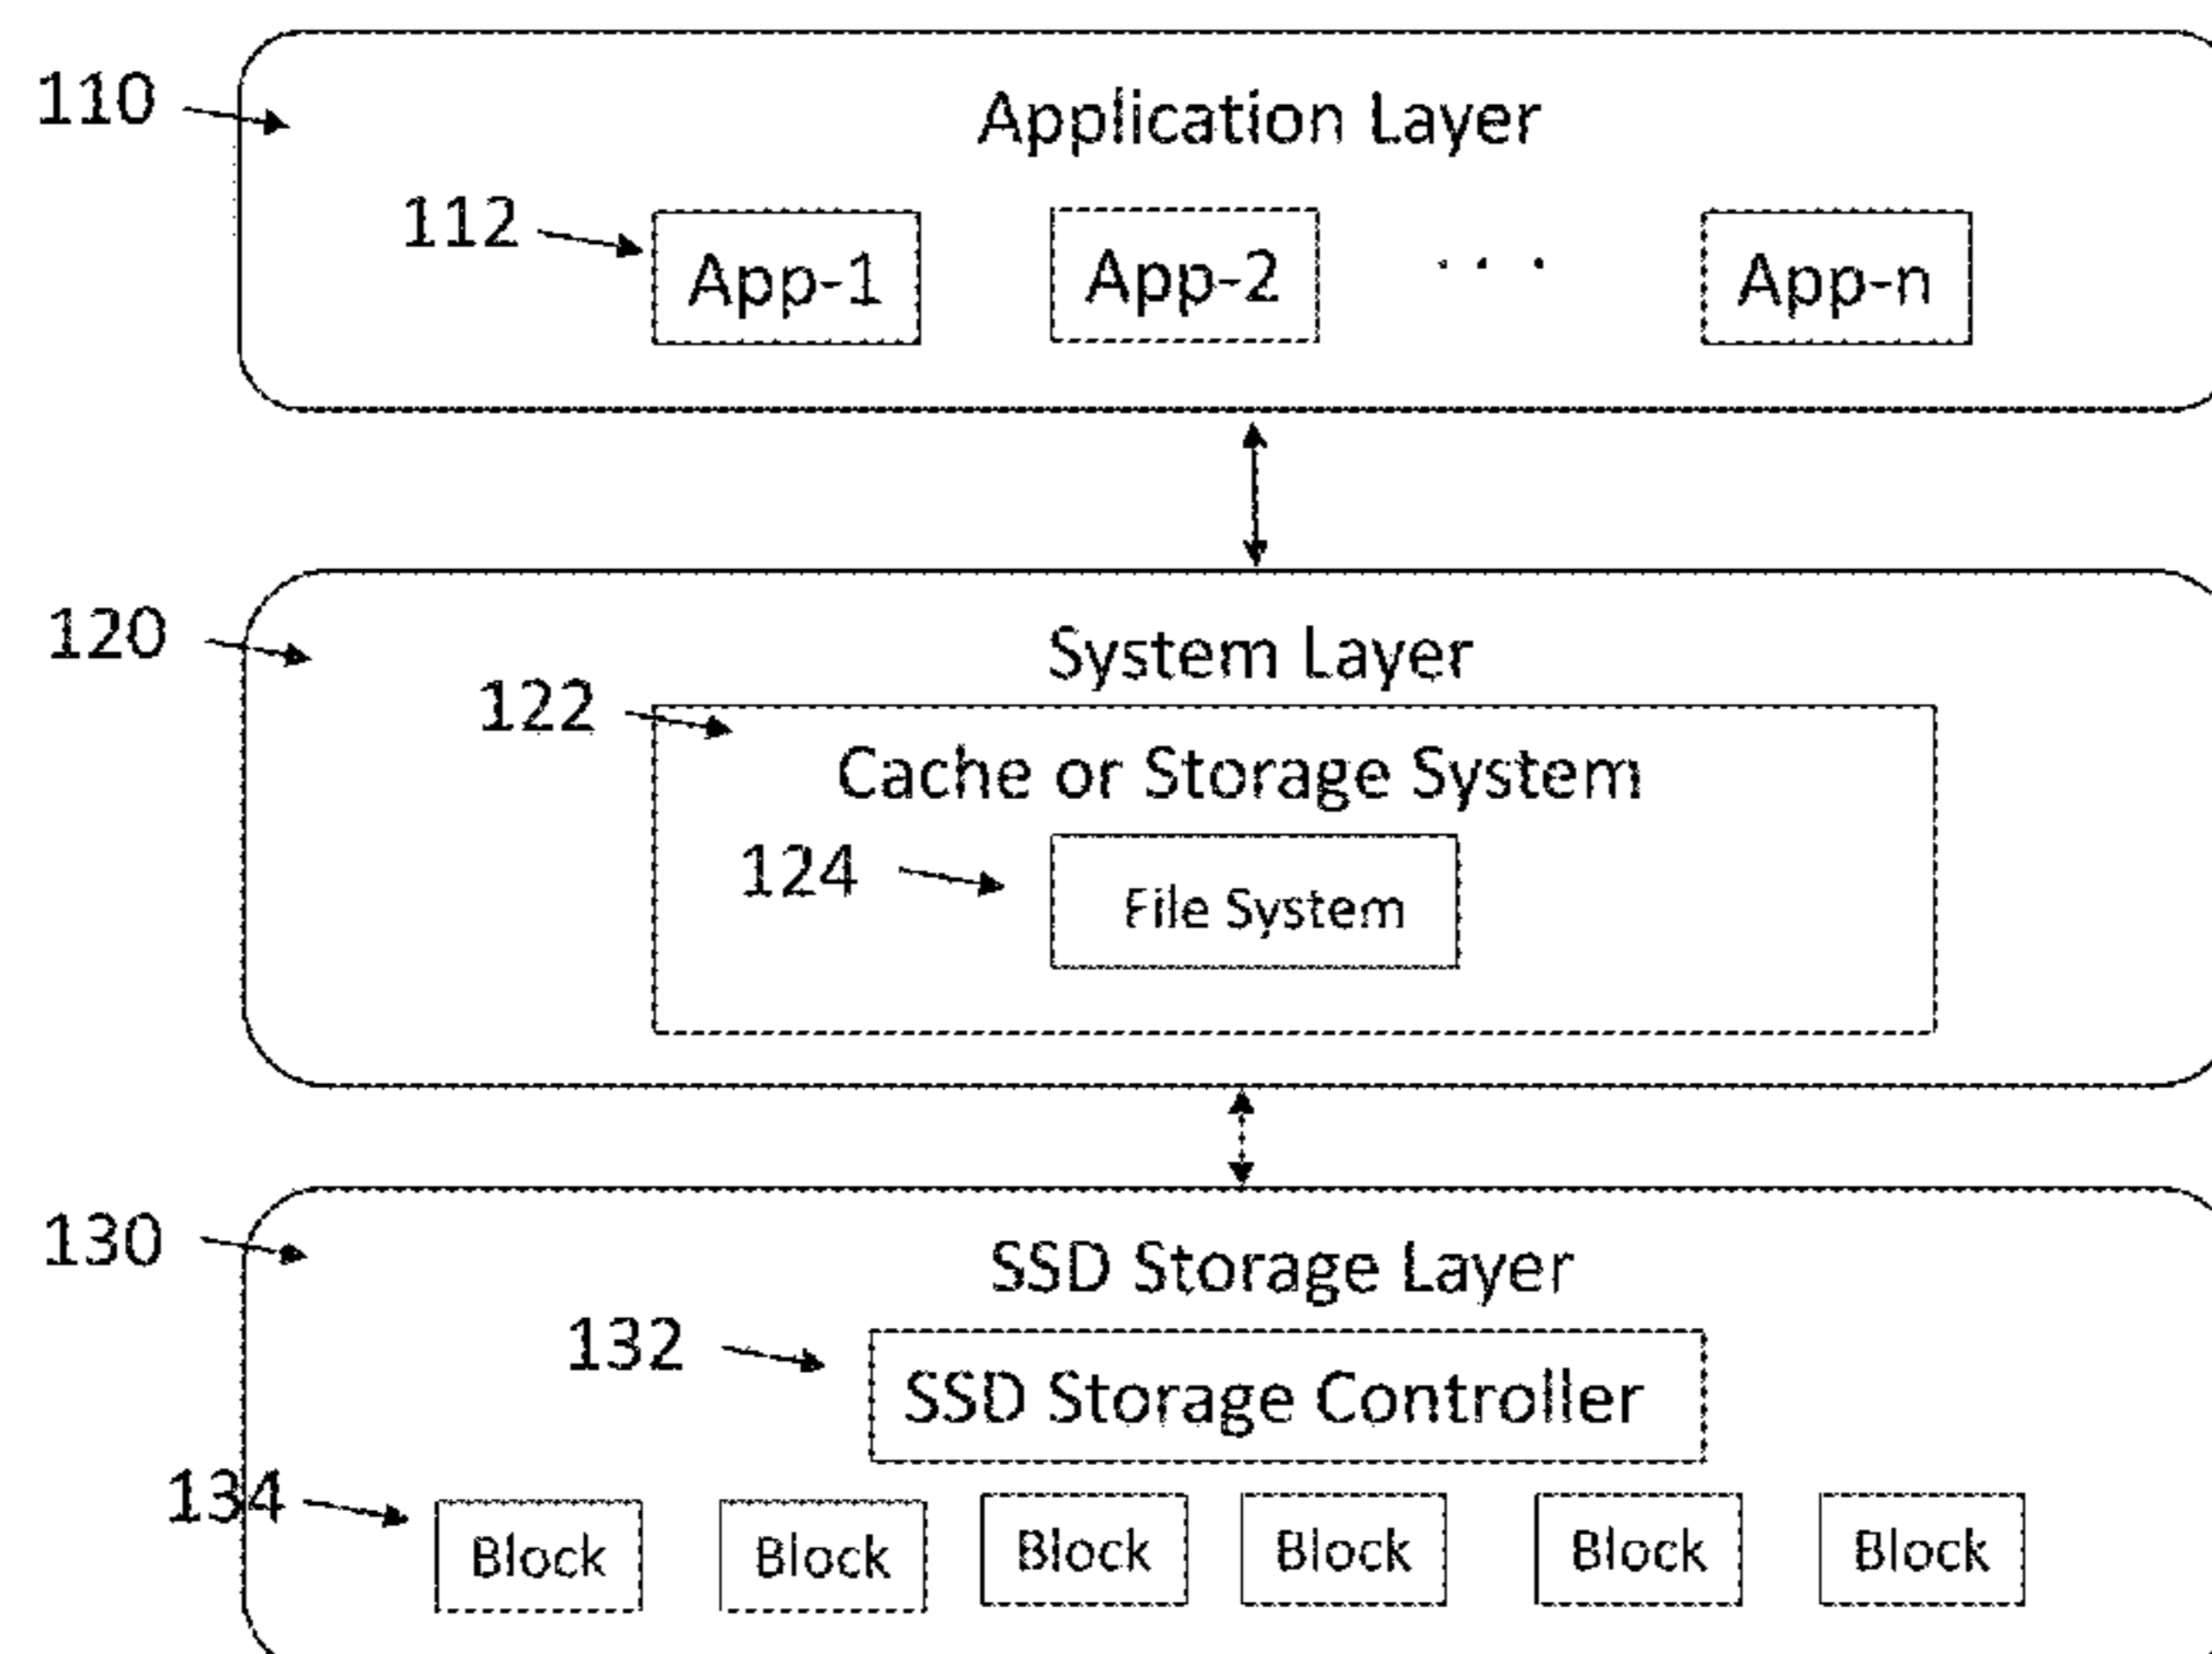 110
Application Layer
112
App-1 App-2 . . . App-n
120
System Layer
122
Cache or Storage System
124
File System
130
SSD Storage Layer
132
SSD Storage Controller
134
Block Block Block Block Block Block